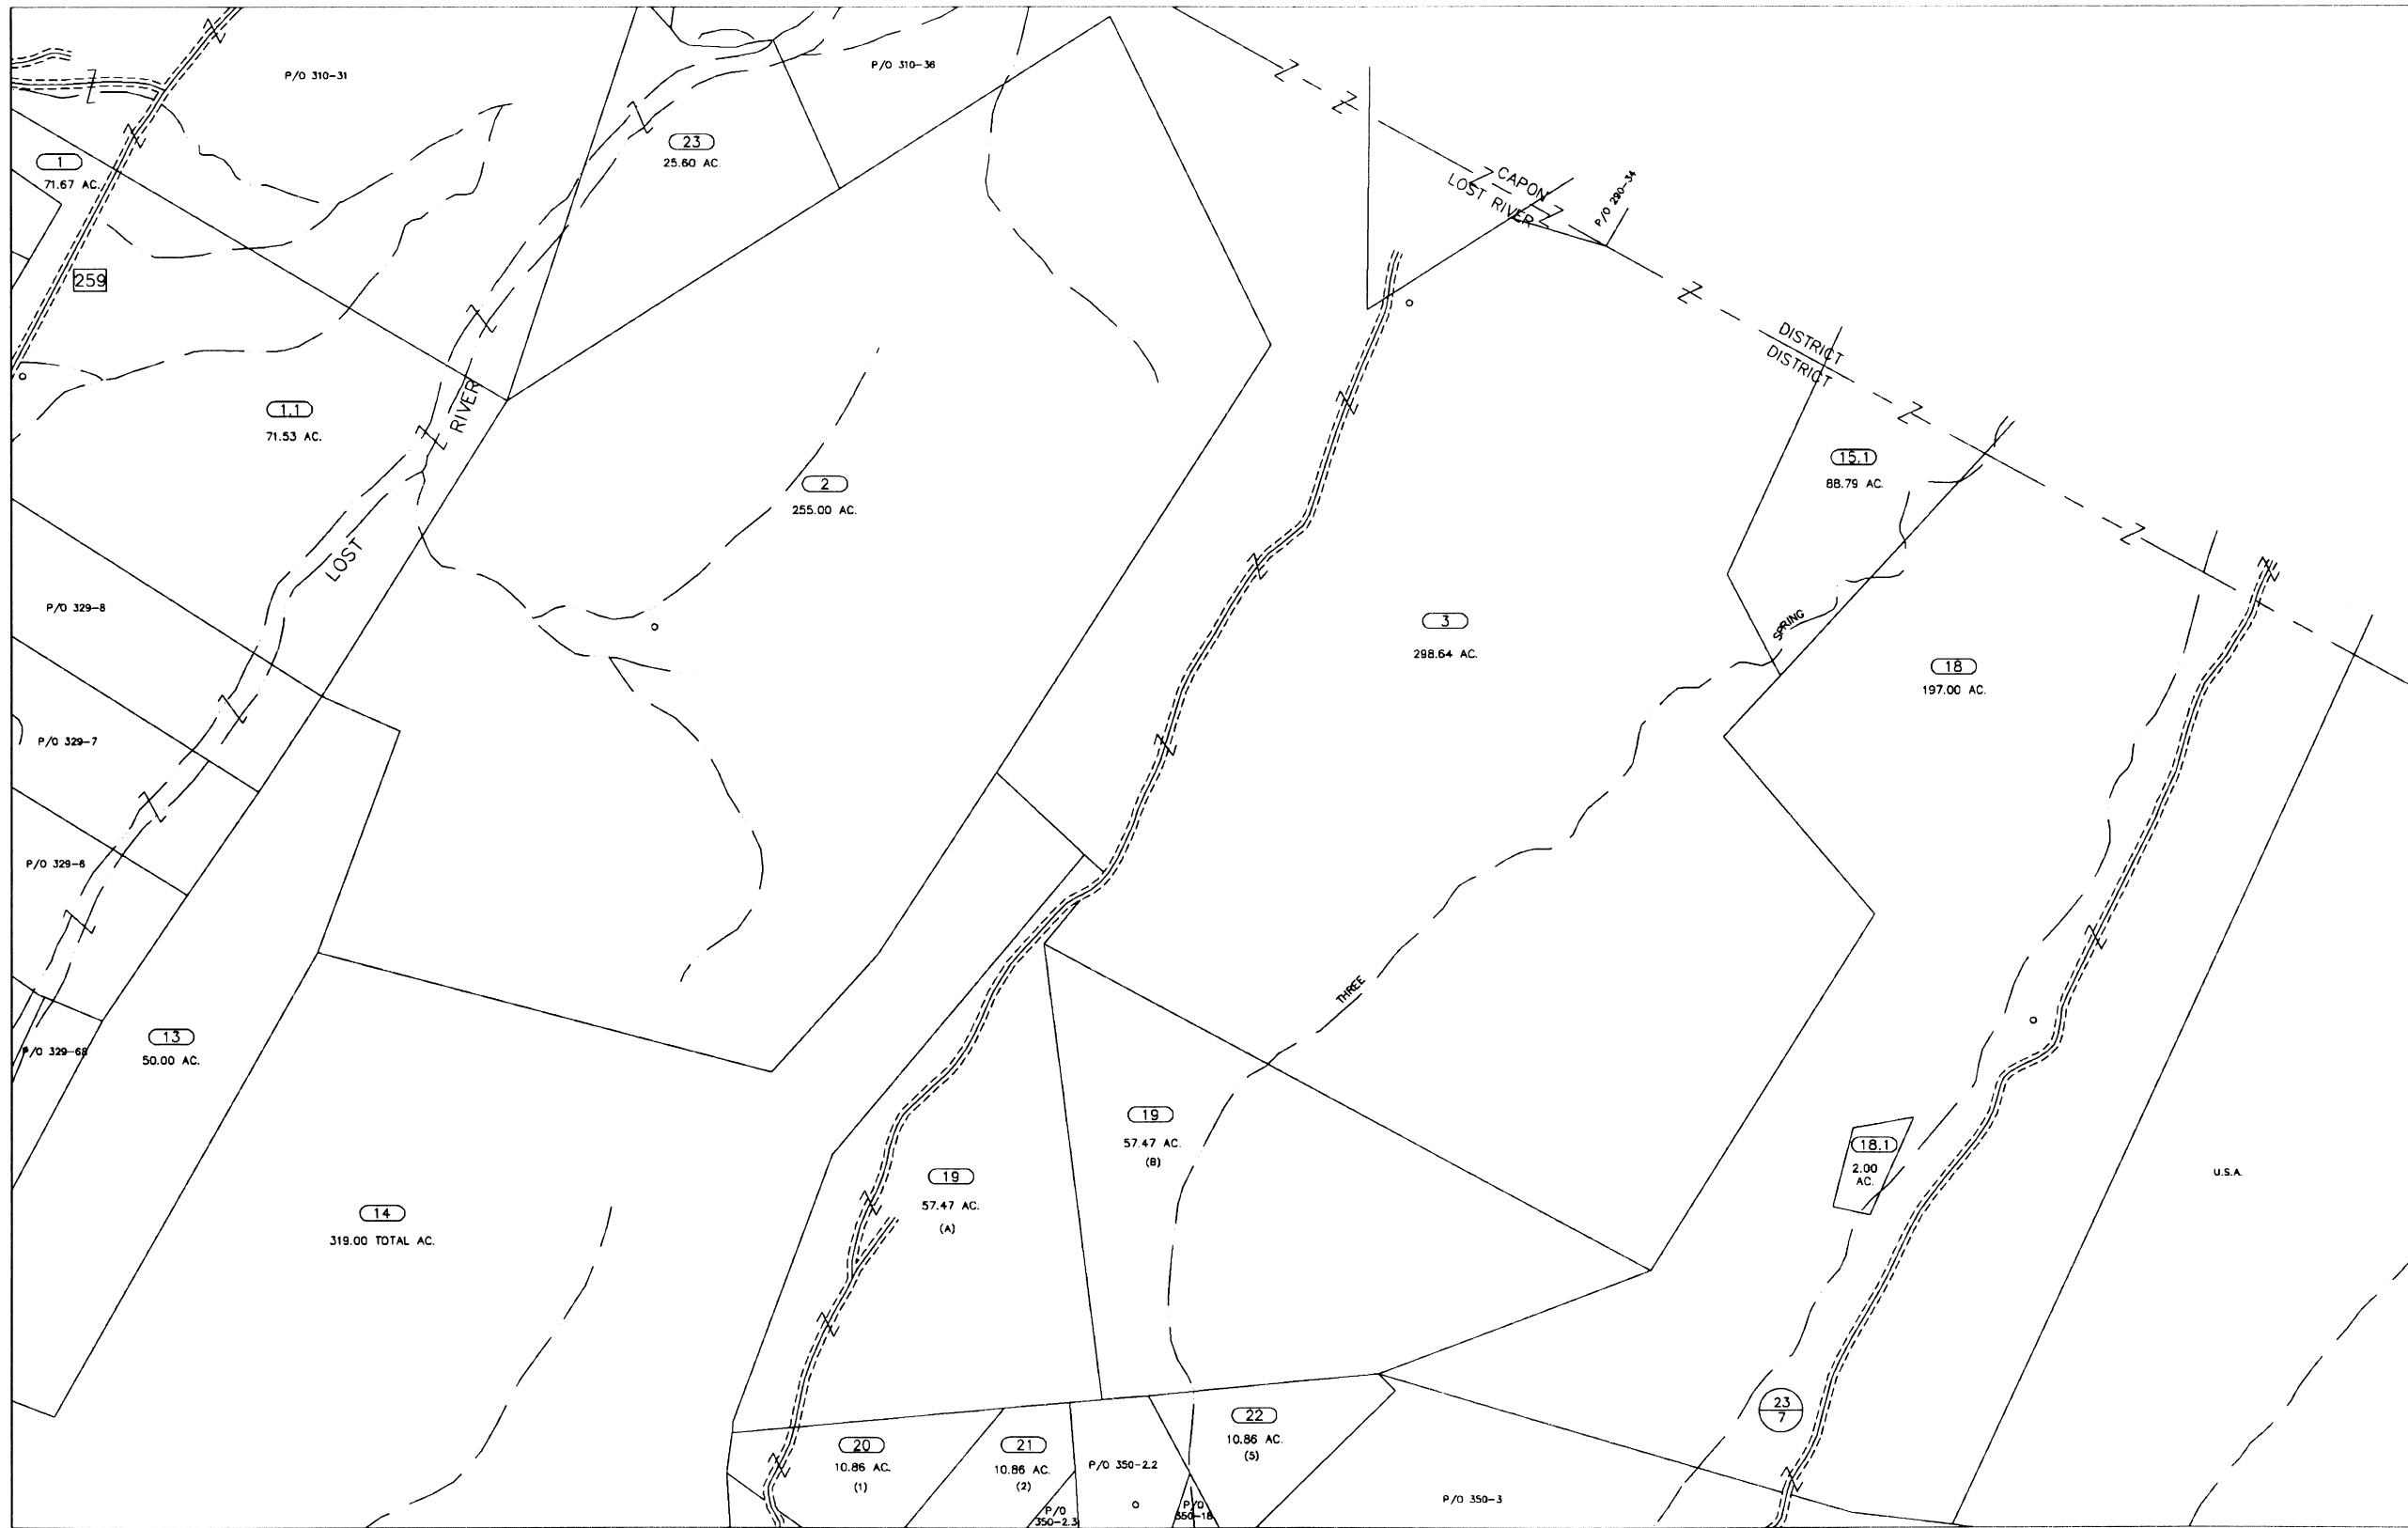 P/O 310-31
P/O 310-36
1
71.67 AC.
23
25.60 AC.
CAPON
LOST RIVER
P/O 290-34
259
DISTRICT
DISTRICT
1.1
71.53 AC.
RIVER
LOST
2
255.00 AC.
15.1
88.79 AC.
P/O 329-8
3
298.64 AC.
SPRING
18
197.00 AC.
P/O 329-7
P/O 329-6
THREE
13
50.00 AC.
P/O 329-68
19
57.47 AC.
(B)
18.1
2.00
AC.
U.S.A.
19
57.47 AC.
(A)
14
319.00 TOTAL AC.
23
7
20
10.86 AC.
(1)
21
10.86 AC.
(2)
P/O 350-2.2
22
10.86 AC.
(5)
P/O
350-2.3
P/O
350-18
P/O 350-3